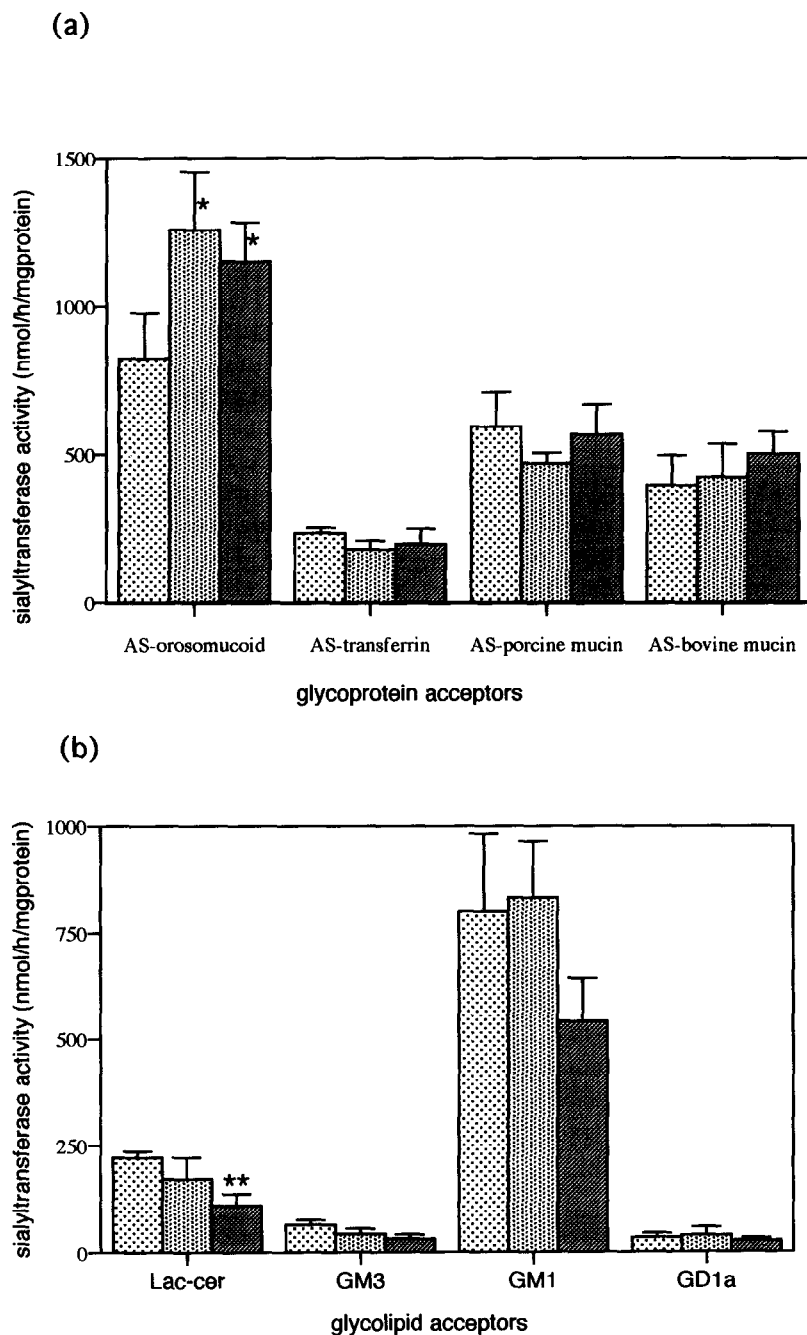 (a)
sialyltransferase activity (nmol/h/mgprotein)
1500
*
*
1000
500
0
AS-orosomucoid AS-transferrin AS-porcine mucin AS-bovine mucin
glycoprotein acceptors
(b)
sialyltransferase activity (nmol/h/mgprotein)
1000
750
500
250
**
0
Lac-cer GM3 GM1 GD1a
glycolipid acceptors